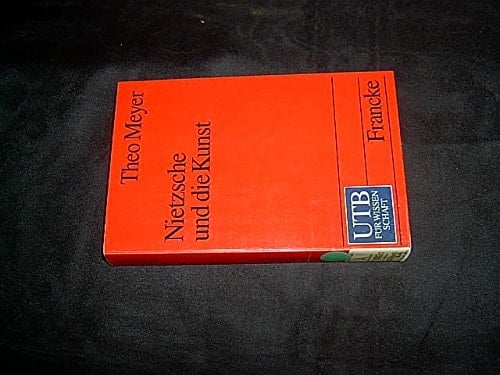 Theo Meyer
Nietzsche
und die Kunst
UTB
FÜR WISSEN
SCHAFT
Francke